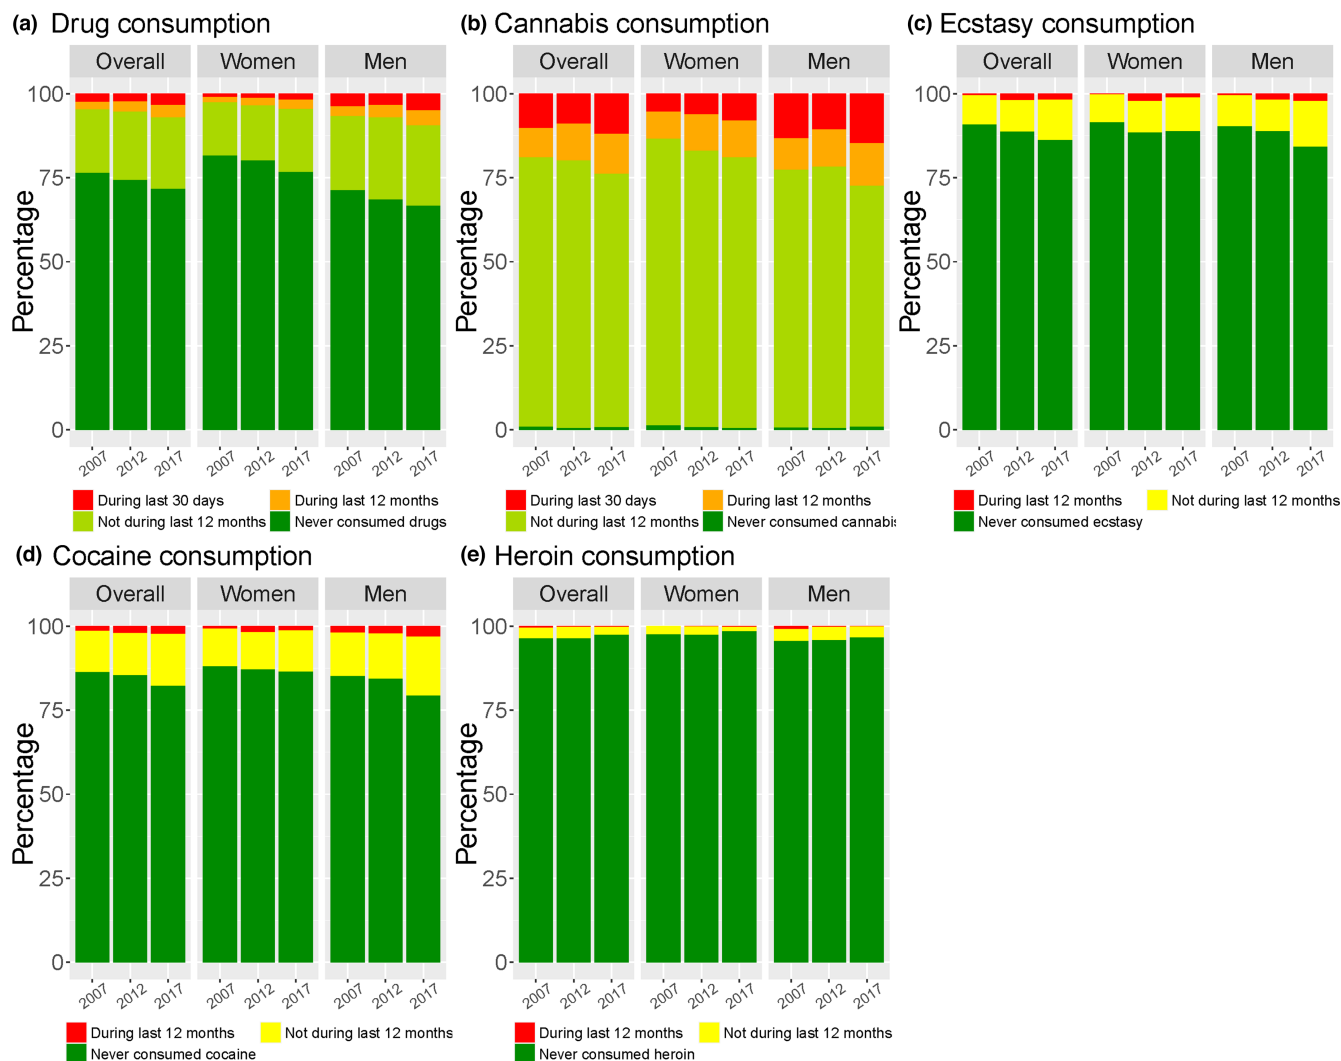 (a) Drug consumption
Overall Women Men
Percentage
100
75
50
25
0
2007 2012 2017 2007 2012 2017 2007 2012 2017
During last 30 days During last 12 months
Not during last 12 months Never consumed drugs
(b) Cannabis consumption
Overall Women Men
Percentage
100
75
50
25
0
2007 2012 2017 2007 2012 2017 2007 2012 2017
During last 30 days During last 12 months
Not during last 12 months Never consumed cannabis
(c) Ecstasy consumption
Overall Women Men
Percentage
100
75
50
25
0
2007 2012 2017 2007 2012 2017 2007 2012 2017
During last 12 months Not during last 12 months
Never consumed ecstasy
(d) Cocaine consumption
Overall Women Men
Percentage
100
75
50
25
0
2007 2012 2017 2007 2012 2017 2007 2012 2017
During last 12 months Not during last 12 months
Never consumed cocaine
(e) Heroin consumption
Overall Women Men
Percentage
100
75
50
25
0
2007 2012 2017 2007 2012 2017 2007 2012 2017
During last 12 months Not during last 12 months
Never consumed heroin